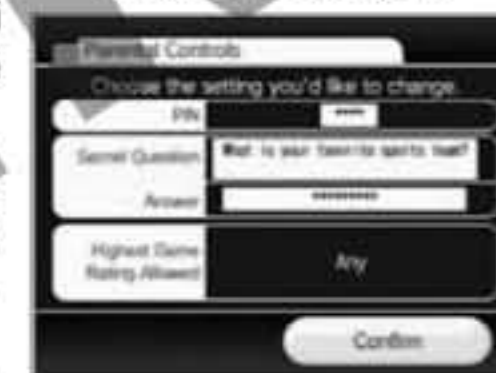 Parental Controls
Choose the setting you'd like to change.
PIN
****
Secret Question
What is your favorite sports team?
Answer
*********
Highest Game
Rating Allowed
Any
Confirm